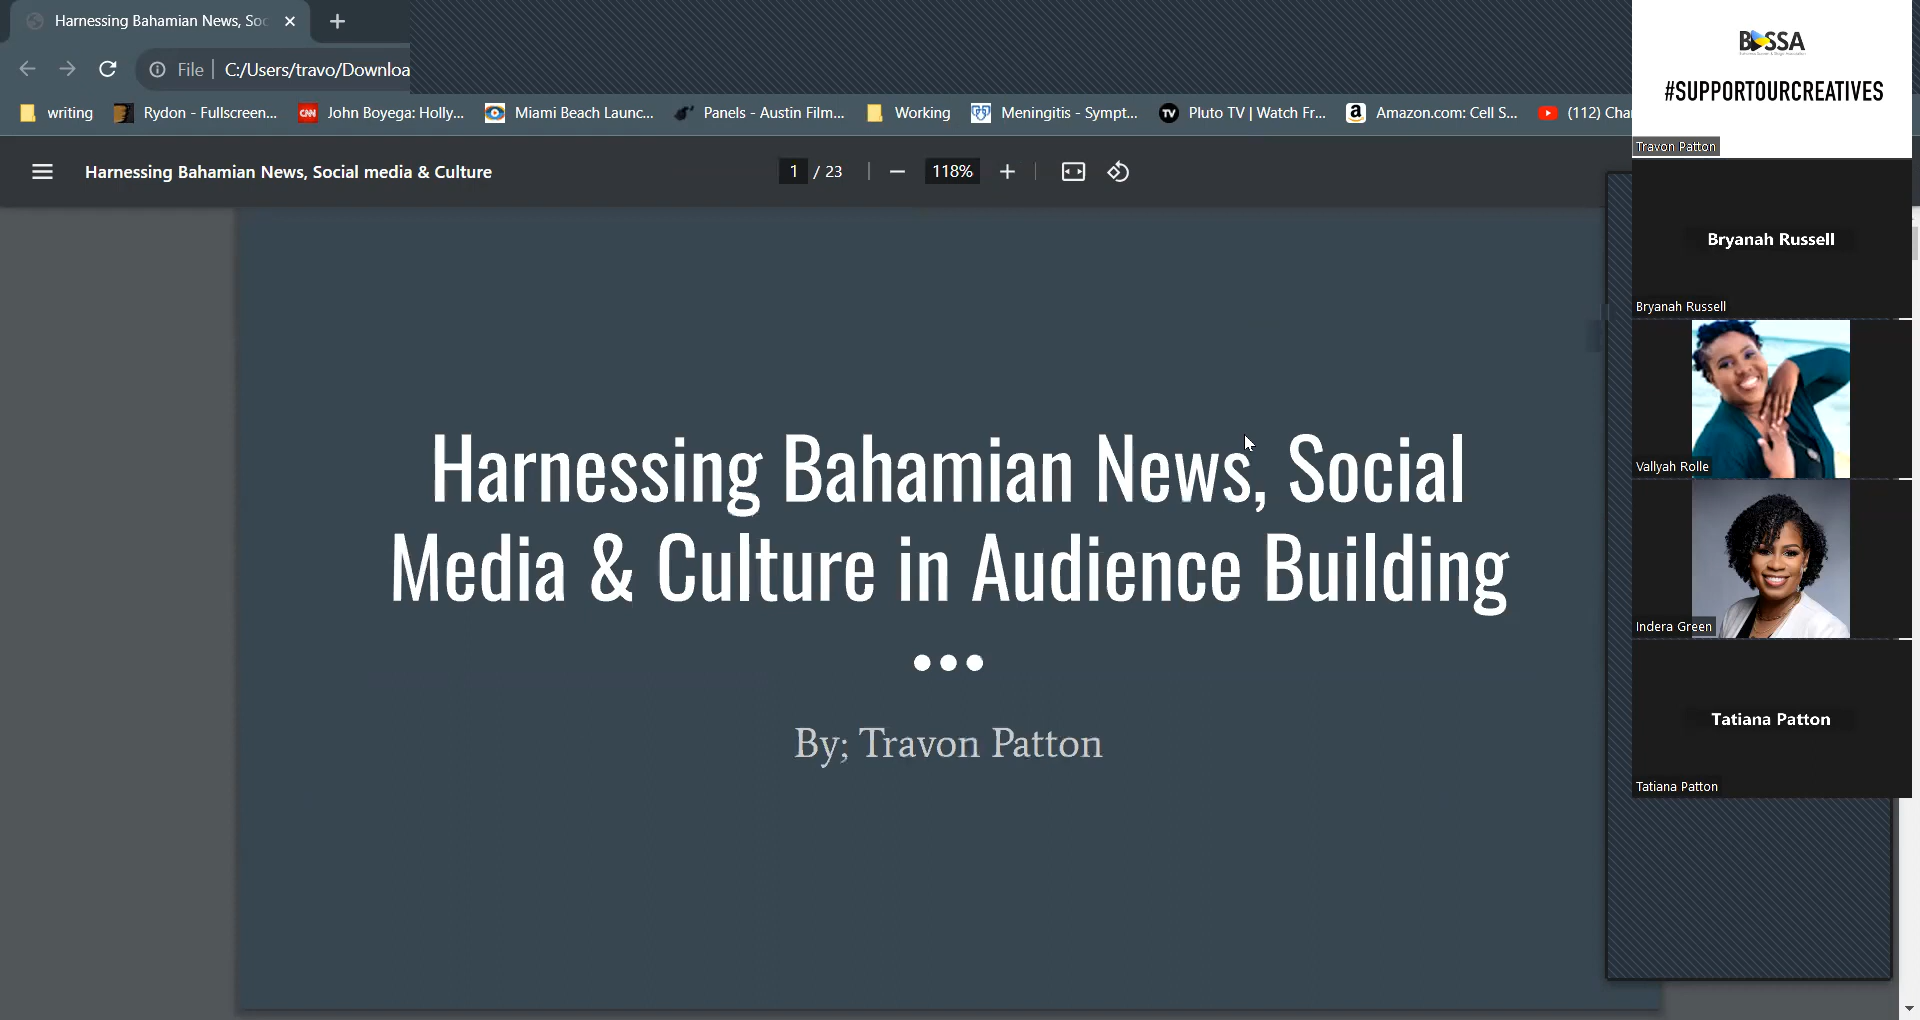 Harnessing Bahamian News, Soc
File
C:/Users/travo/Downloa
writing
Rydon - Fullscreen...
John Boyega: Holly...
Miami Beach Launc...
Panels - Austin Film...
Working
Meningitis - Sympt...
Pluto TV | Watch Fr...
Amazon.com: Cell S...
(112) Cha
Harnessing Bahamian News, Social media & Culture
1 / 23
118%
Harnessing Bahamian News, Social
Media & Culture in Audience Building
By; Travon Patton
BOSSA
#SUPPORTOURCREATIVES
Travon Patton
Bryanah Russell
Bryanah Russell
Vallyah Rolle
Indera Green
Tatiana Patton
Tatiana Patton